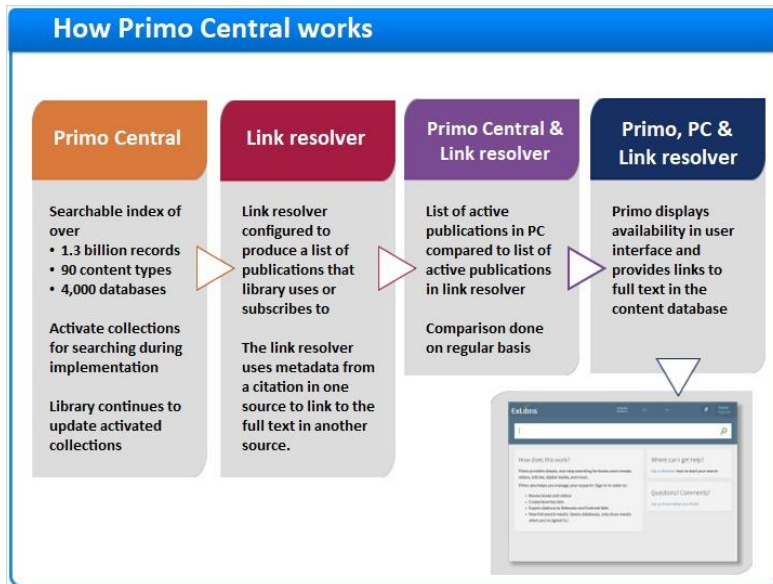 How Primo Central works
Primo Central
Searchable index of
over
• 1.3 billion records
• 90 content types
• 4,000 databases
Activate collections
for searching during
implementation
Library continues to
update activated
collections
Link resolver
Link resolver
configured to
produce a list of
publications that
library uses or
subscribes to
The link resolver
uses metadata from
a citation in one
source to link to the
full text in another
source.
Primo Central &
Link resolver
List of active
publications in PC
compared to list of
active publications
in link resolver
Comparison done
on regular basis
Primo, PC &
Link resolver
Primo displays
availability in user
interface and
provides links to
full text in the
content database
ExLibris
How does this work?
Where can I get help?
Questions? Comments?